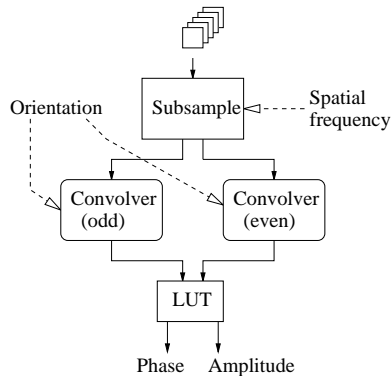 Subsample
Spatial
frequency
Orientation
Convolver
(odd)
Convolver
(even)
LUT
Phase
Amplitude